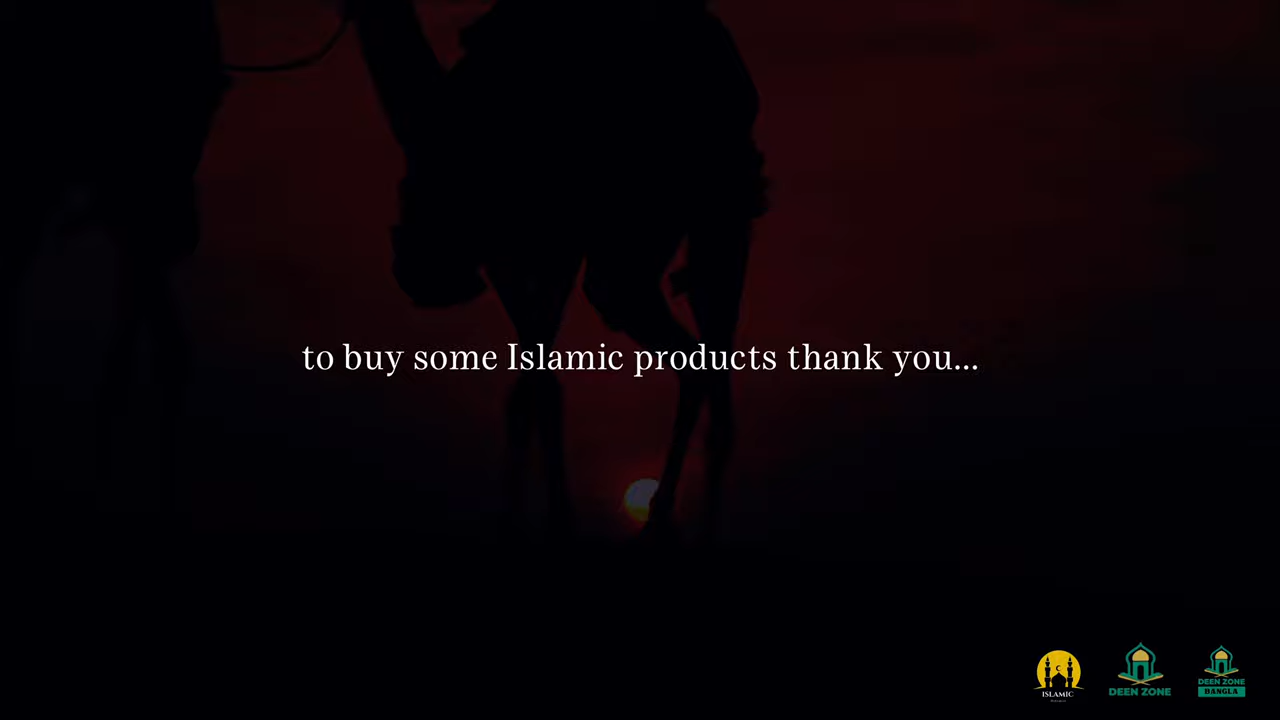 to buy some Islamic products thank you...
ISLAMIC
DEEN ZONE
DEEN ZONE
BANGLA